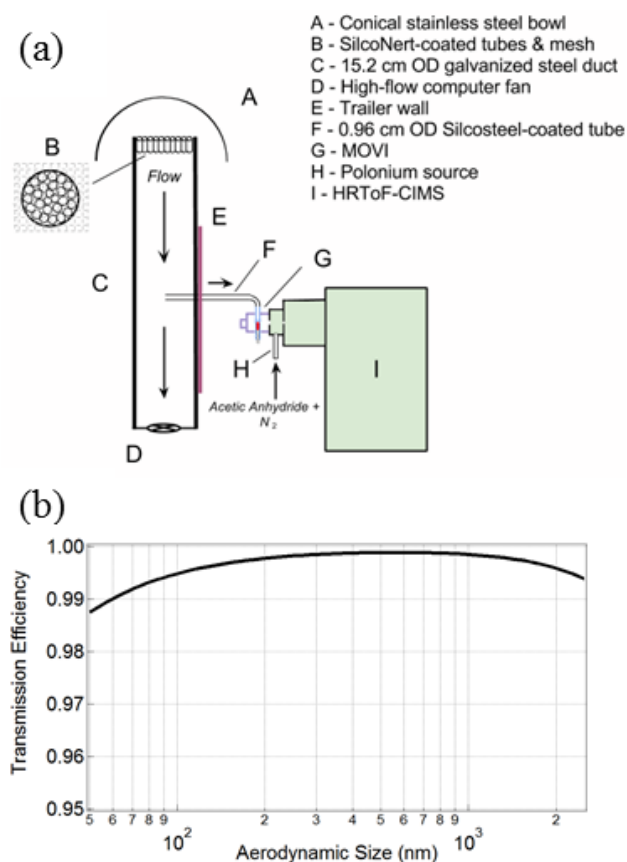 (a)
A - Conical stainless steel bowl
B - SilcoNert-coated tubes & mesh
C - 15.2 cm OD galvanized steel duct
D - High-flow computer fan
E - Trailer wall
F - 0.96 cm OD Silcosteel-coated tube
G - MOVI
H - Polonium source
I - HRToF-CIMS
A
B
Flow
E
F
G
C
H
I
Acetic Anhydride +
N2
D
(b)
1.00
0.99
0.98
0.97
0.96
0.95
Transmission Efficiency
5 6 7 8 9 2 3 4 5 6 7 8 9 2
10² 10³
Aerodynamic Size (nm)